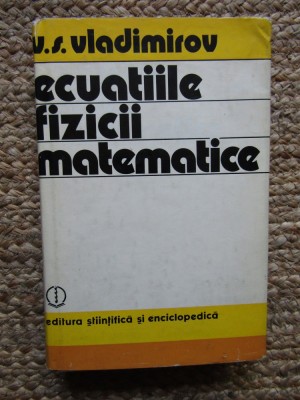 v.s. vladimirov
ecuatiile
fizicii
matematice
editura științifică și enciclopedică